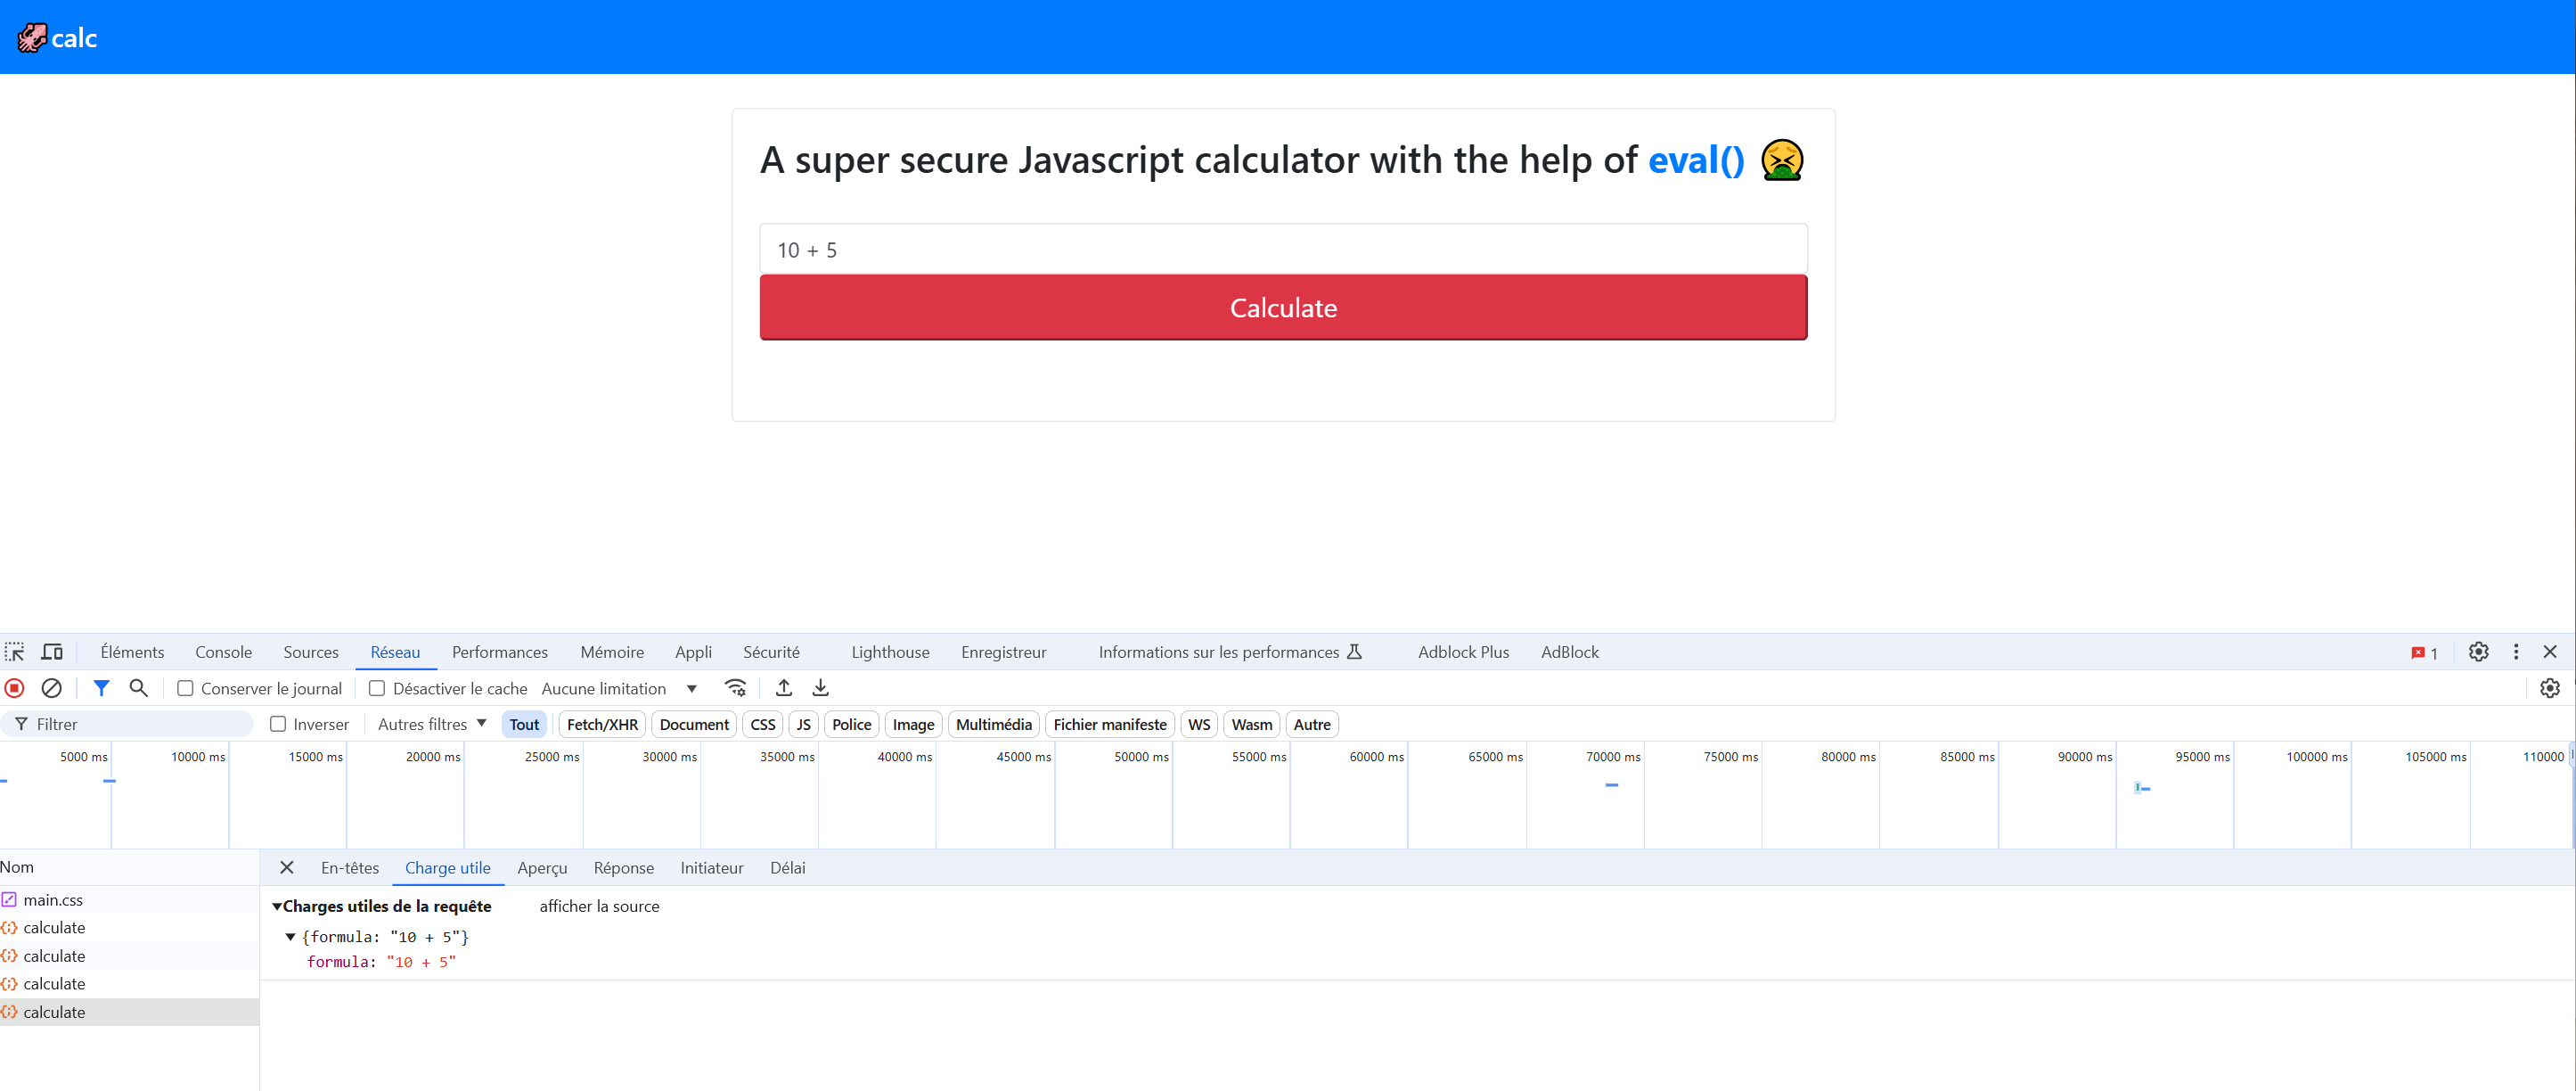 calc
A super secure Javascript calculator with the help of eval()
10 + 5
Calculate
Éléments Console Sources Réseau Performances Mémoire Appli Sécurité Lighthouse Enregistreur Informations sur les performances Adblock Plus AdBlock 1
Conserver le journal Désactiver le cache Aucune limitation
Filtrer Inverser Autres filtres Tout Fetch/XHR Document CSS JS Police Image Multimédia Fichier manifeste WS Wasm Autre
5000 ms 10000 ms 15000 ms 20000 ms 25000 ms 30000 ms 35000 ms 40000 ms 45000 ms 50000 ms 55000 ms 60000 ms 65000 ms 70000 ms 75000 ms 80000 ms 85000 ms 90000 ms 95000 ms 100000 ms 105000 ms 110000
Nom
main.css
calculate
calculate
calculate
calculate
En-têtes Charge utile Aperçu Réponse Initiateur Délai
Charges utiles de la requête afficher la source
{formula: "10 + 5"}
formula: "10 + 5"